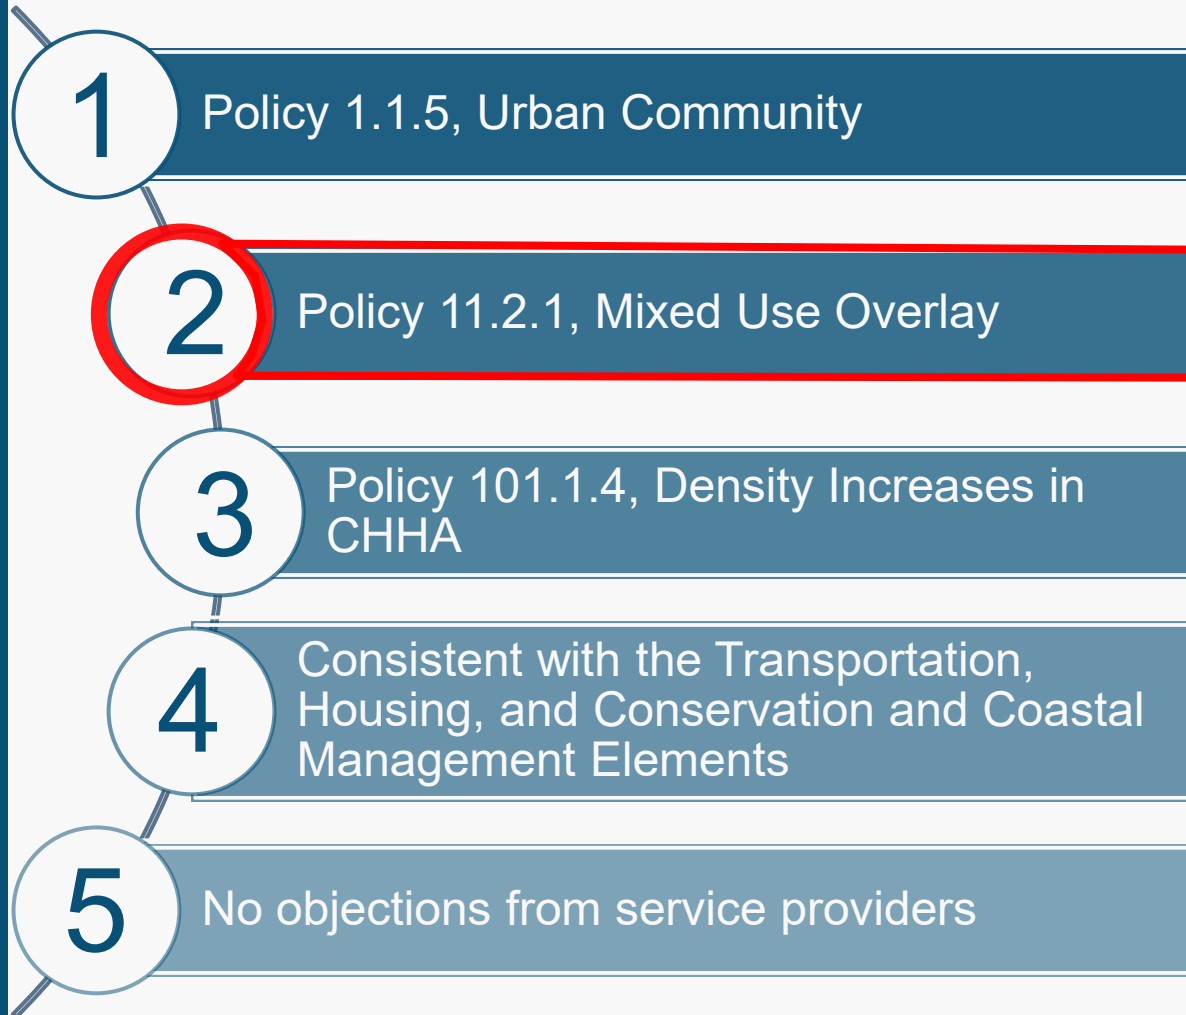 1
Policy 1.1.5, Urban Community
2
Policy 11.2.1, Mixed Use Overlay
3
Policy 101.1.4, Density Increases in
CHHA
4
Consistent with the Transportation,
Housing, and Conservation and Coastal
Management Elements
5
No objections from service providers